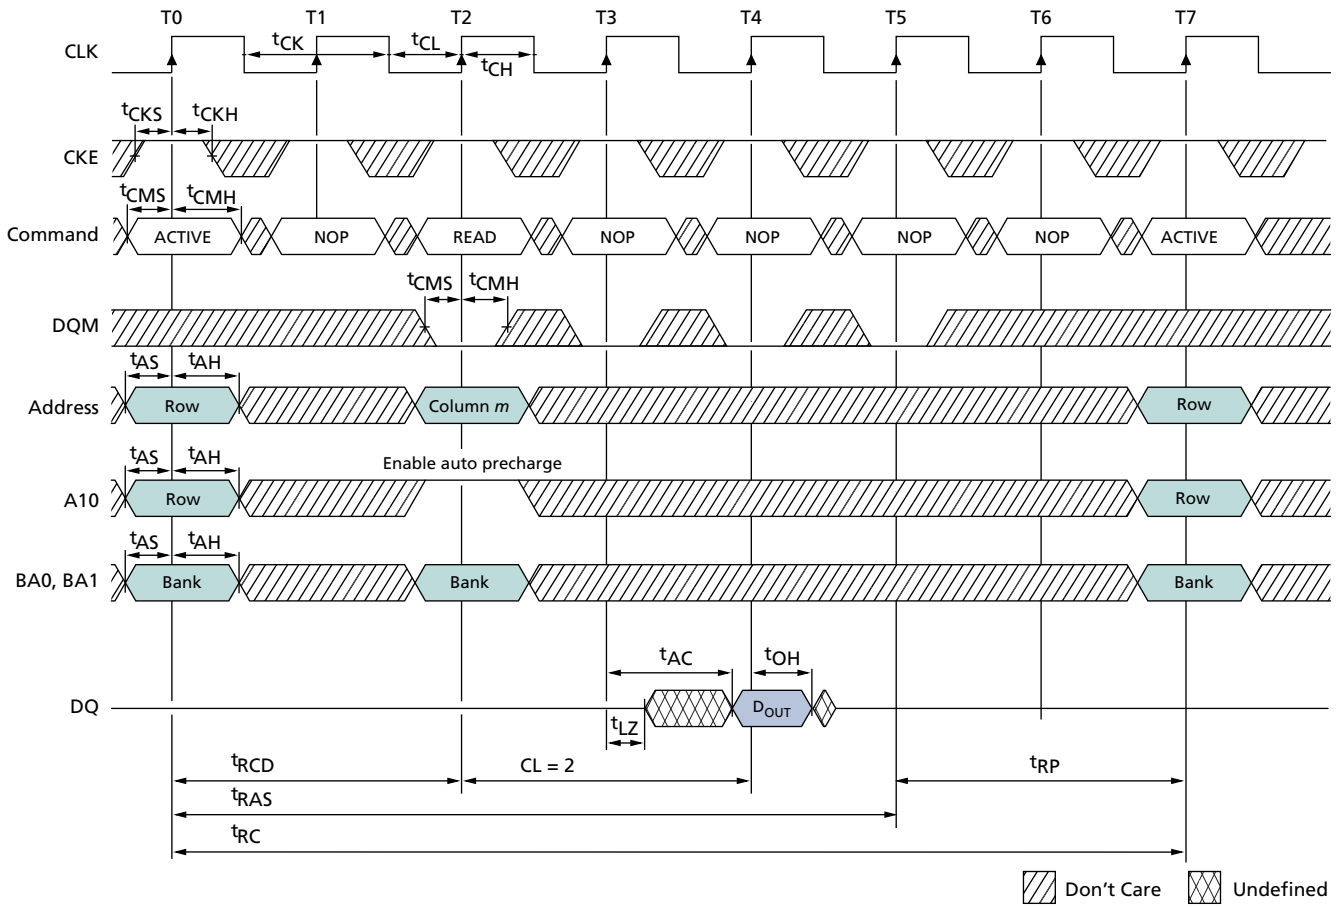 T0 T1 T2 T3 T4 T5 T6 T7
CLK
tCK tCL
tCH
tCKS tCKH
CKE
tCMS tCMH
Command ACTIVE NOP READ NOP NOP NOP NOP ACTIVE
tCMS tCMH
DQM
tAS tAH
Address Row Column m Row
tAS tAH
Enable auto precharge
A10 Row Row
tAS tAH
BA0, BA1 Bank Bank Bank
tAC tOH
DQ DOUT
tLZ
tRCD CL = 2 tRP
tRAS
tRC
Don't Care Undefined